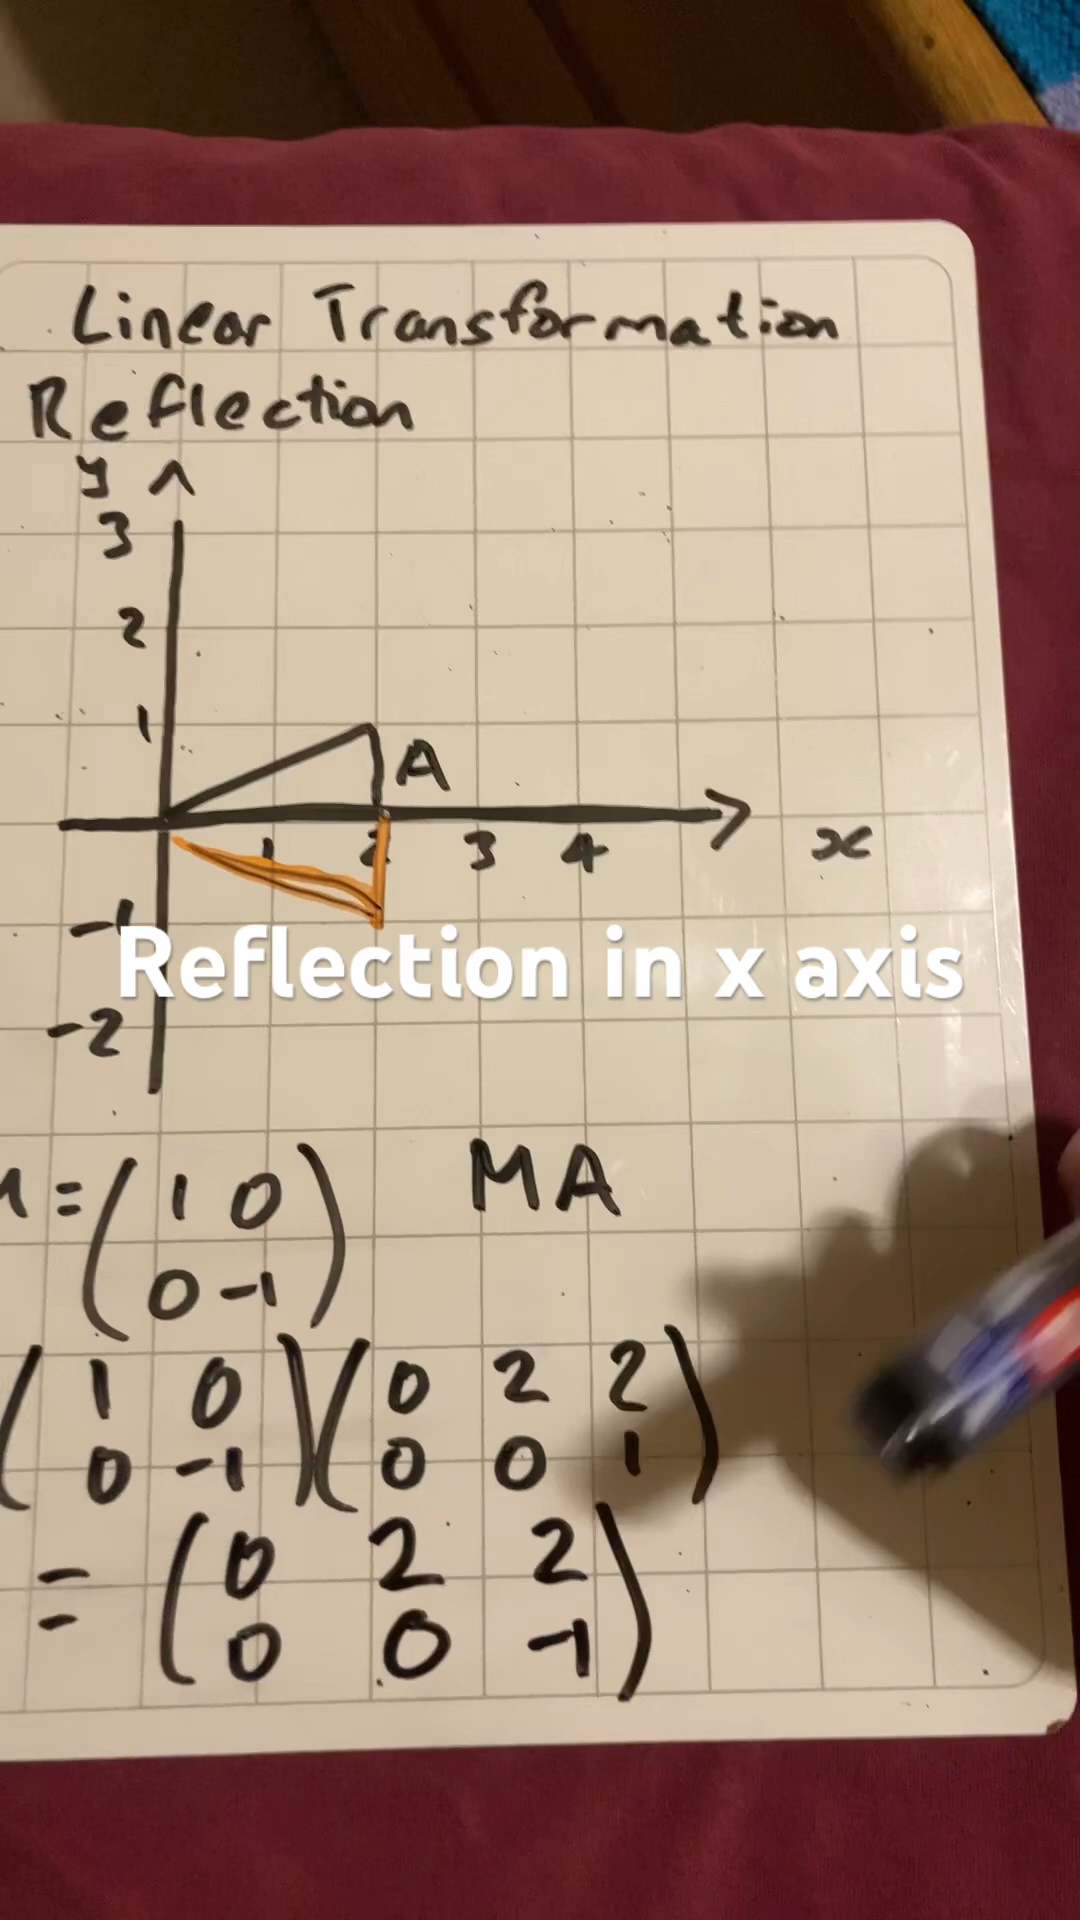 Linear Transformation
Reflection
y ^
3
2
1
A
1 2 3 4 x
-1
Reflection in x axis
-2
M = ( 1 0 ) MA
0 -1
( 1 0 ) ( 0 2 2 )
0 -1 0 0 1
= ( 0 2 2 )
0 0 -1